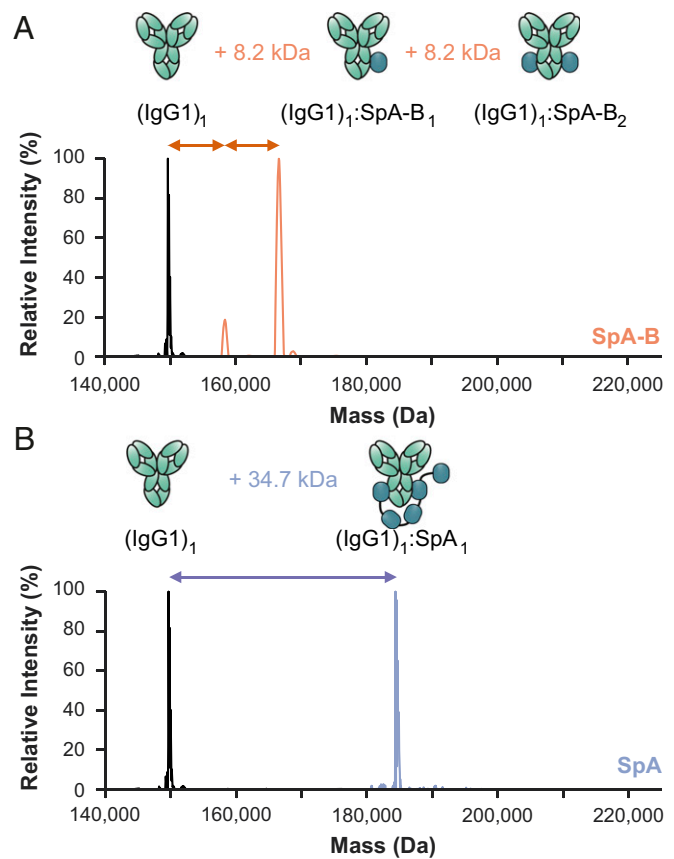 A
+ 8.2 kDa + 8.2 kDa
(IgG1)1 (IgG1)1:SpA-B1 (IgG1)1:SpA-B2
Relative Intensity (%)
100
80
60
40
20
0
SpA-B
140,000 160,000 180,000 200,000 220,000
Mass (Da)
B
+ 34.7 kDa
(IgG1)1 (IgG1)1:SpA1
Relative Intensity (%)
100
80
60
40
20
0
SpA
140,000 160,000 180,000 200,000 220,000
Mass (Da)